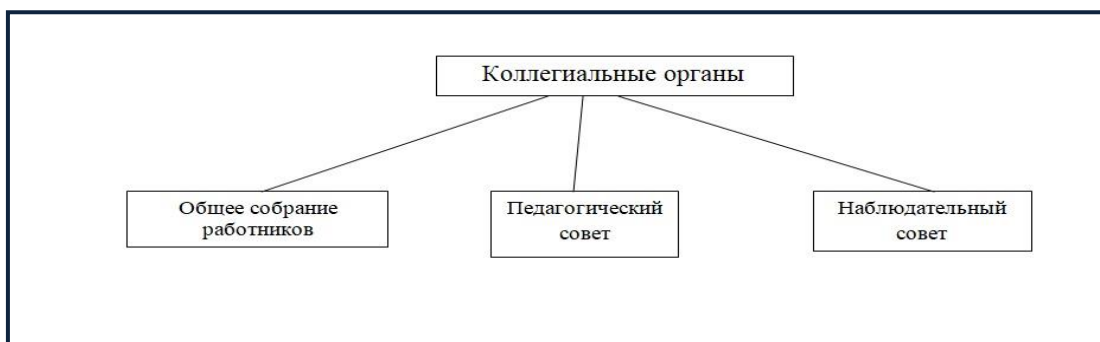 Коллегиальные органы
Общее собрание
работников
Педагогический
совет
Наблюдательный
совет